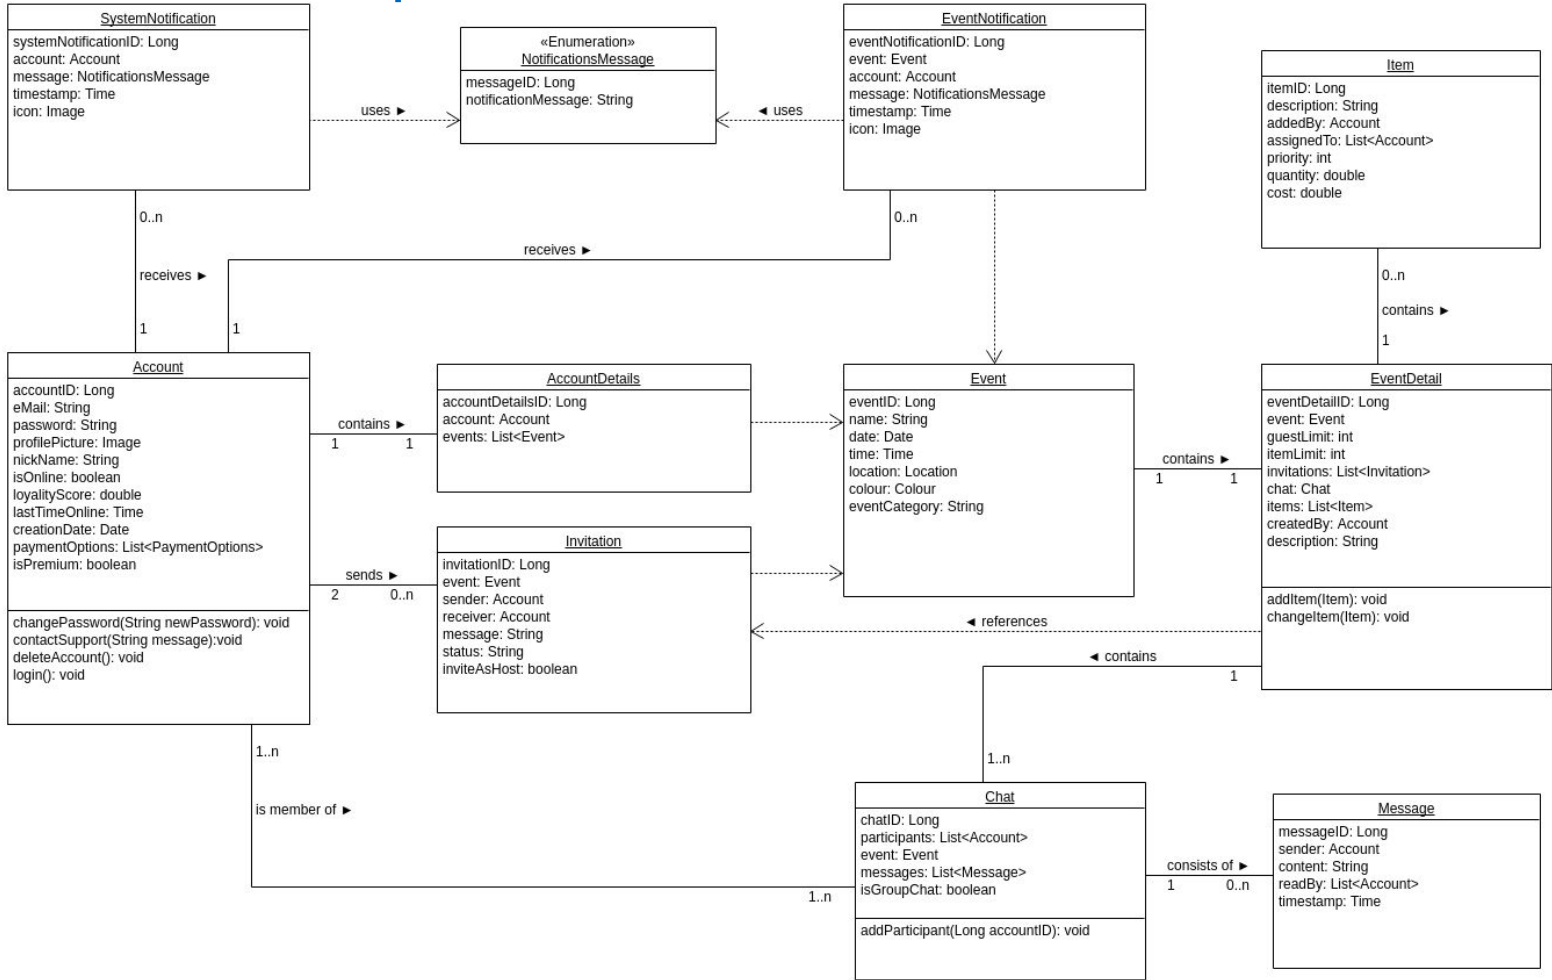 SystemNotification
systemNotificationID: Long
account: Account
message: NotificationsMessage
timestamp: Time
icon: Image
uses ►
«Enumeration»
NotificationsMessage
messageID: Long
notificationMessage: String
◄ uses
EventNotification
eventNotificationID: Long
event: Event
account: Account
message: NotificationsMessage
timestamp: Time
icon: Image
Item
itemID: Long
description: String
addedBy: Account
assignedTo: List<Account>
priority: int
quantity: double
cost: double
0..n
receives ►
1
0..n
receives ►
1
0..n
contains ►
1
Account
accountID: Long
eMail: String
password: String
profilePicture: Image
nickName: String
isOnline: boolean
loyalityScore: double
lastTimeOnline: Time
creationDate: Date
paymentOptions: List<PaymentOptions>
isPremium: boolean
changePassword(String newPassword): void
contactSupport(String message):void
deleteAccount(): void
login(): void
contains ►
1 1
AccountDetails
accountDetailsID: Long
account: Account
events: List<Event>
sends ►
2 0..n
Invitation
invitationID: Long
event: Event
sender: Account
receiver: Account
message: String
status: String
inviteAsHost: boolean
Event
eventID: Long
name: String
date: Date
time: Time
location: Location
colour: Colour
eventCategory: String
contains ►
1 1
EventDetail
eventDetailID: Long
event: Event
guestLimit: int
itemLimit: int
invitations: List<Invitation>
chat: Chat
items: List<Item>
createdBy: Account
description: String
addItem(Item): void
changeItem(Item): void
◄ references
◄ contains
1
1..n
1..n
is member of ►
1..n
Chat
chatID: Long
participants: List<Account>
event: Event
messages: List<Message>
isGroupChat: boolean
addParticipant(Long accountID): void
consists of ►
1 0..n
Message
messageID: Long
sender: Account
content: String
readBy: List<Account>
timestamp: Time